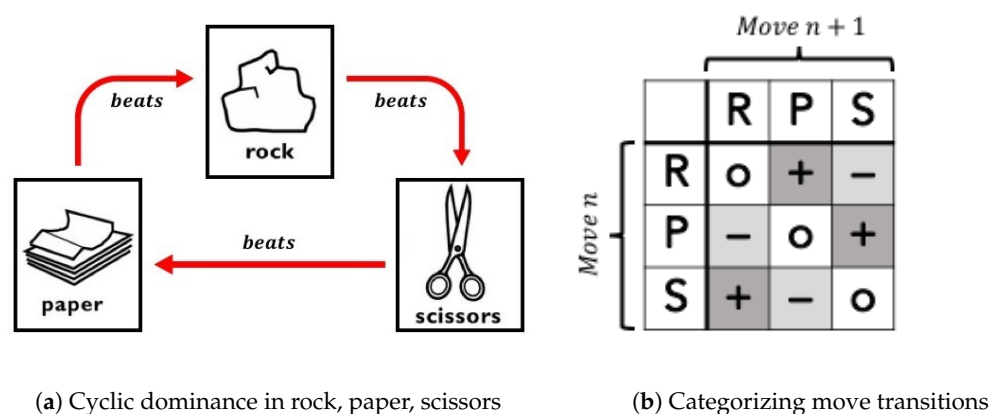 beats
beats
rock
beats
paper
scissors
Move n + 1
R P S
Move n
R o + −
P − o +
S + − o
(a) Cyclic dominance in rock, paper, scissors
(b) Categorizing move transitions